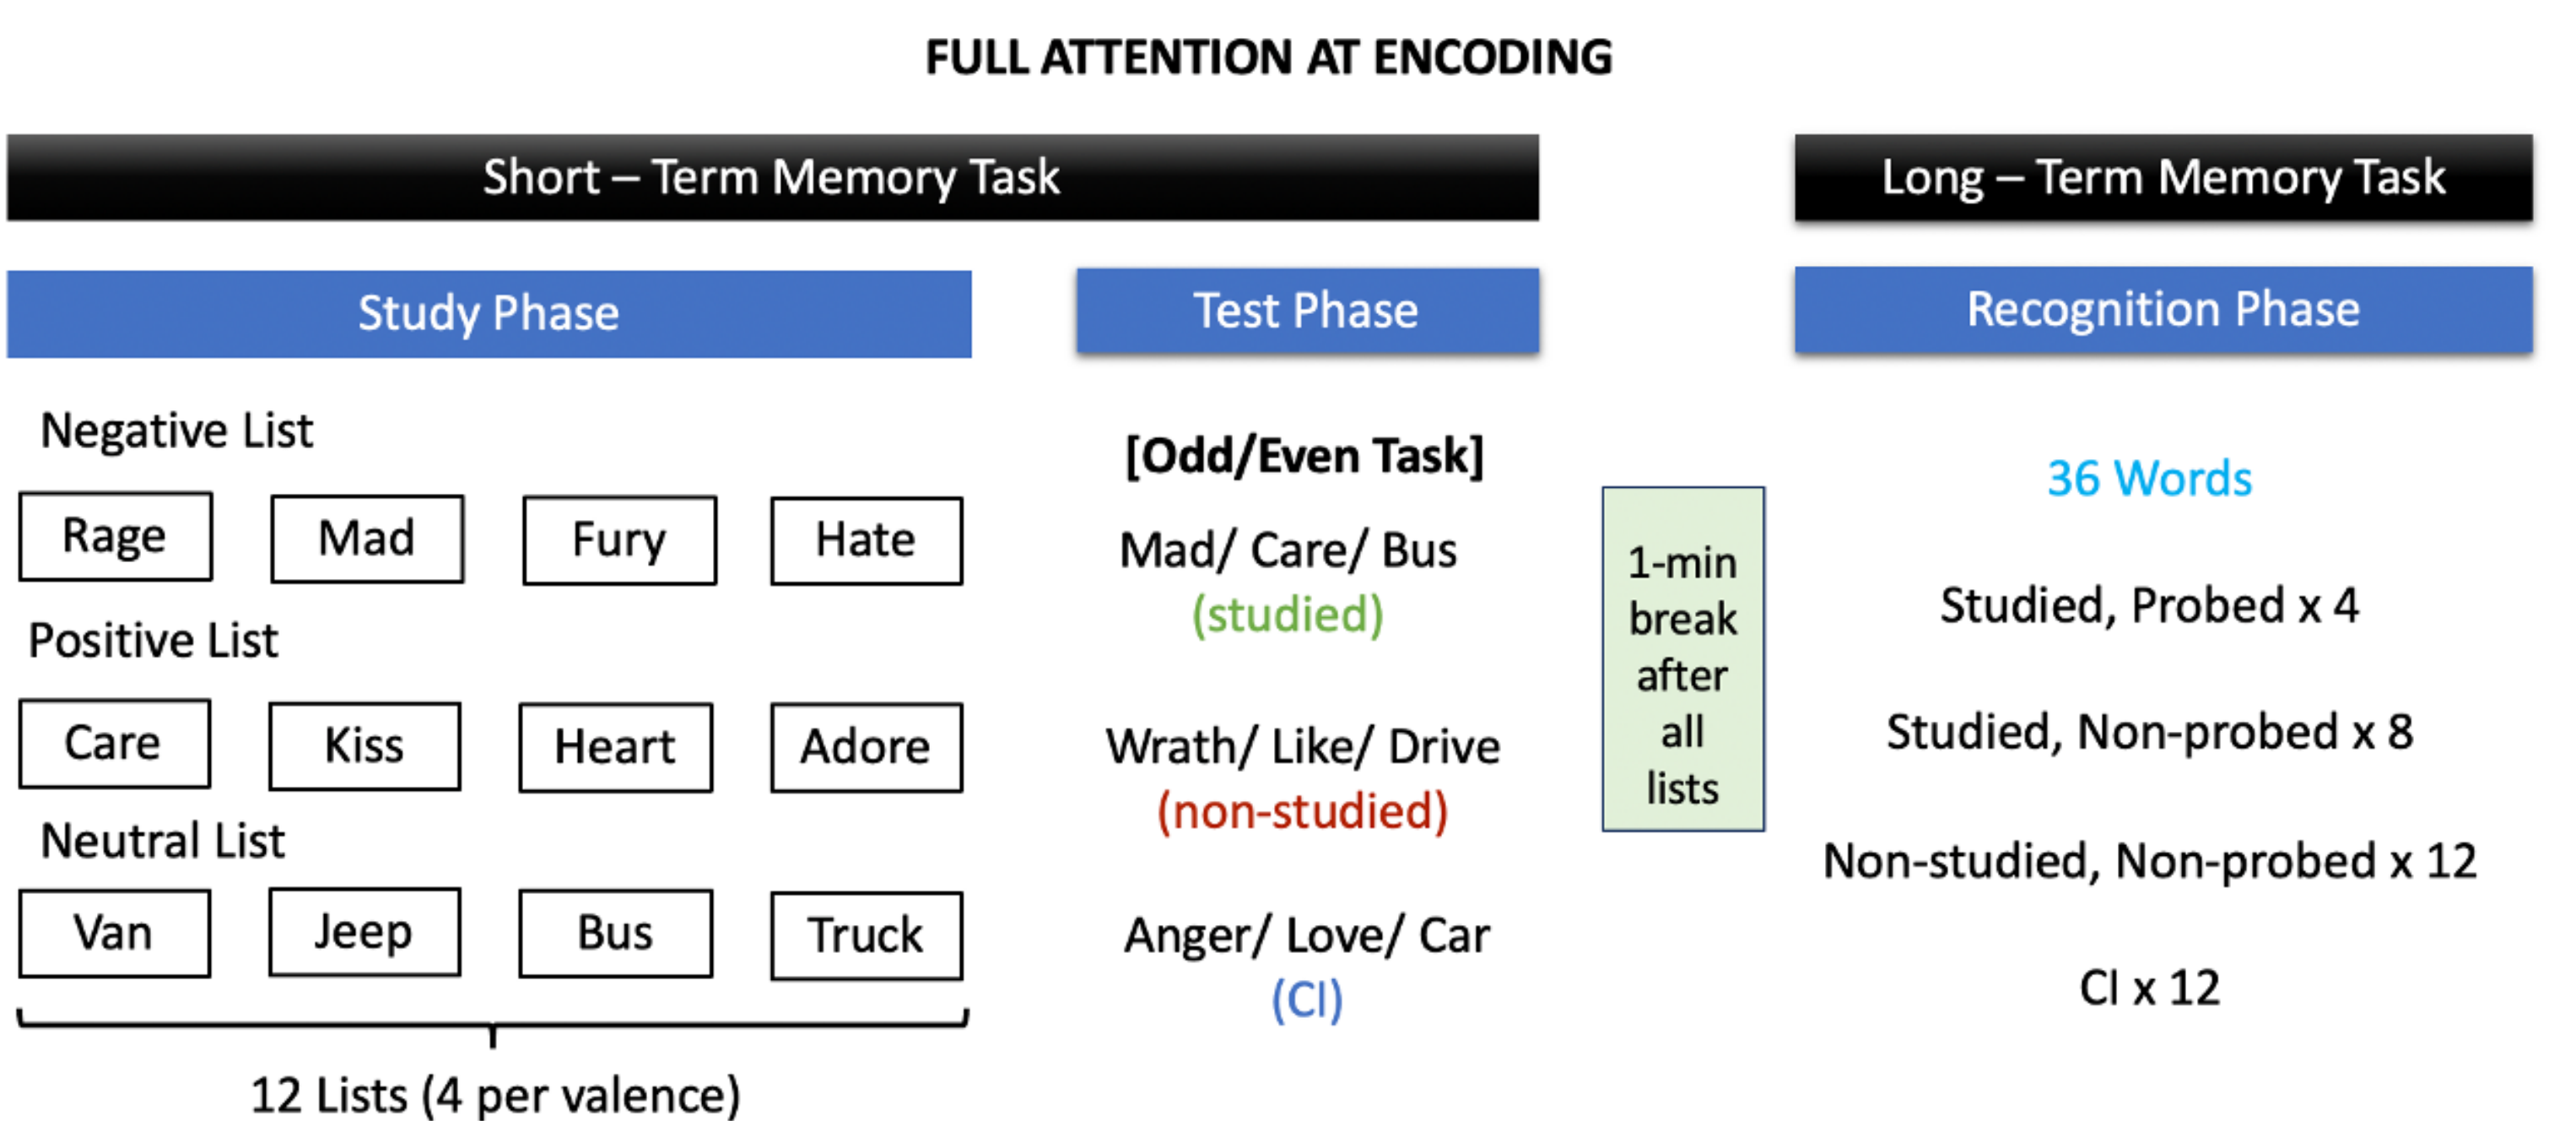 FULL ATTENTION AT ENCODING
Short – Term Memory Task
Long – Term Memory Task
Study Phase
Test Phase
Recognition Phase
Negative List
Rage
Mad
Fury
Hate
Positive List
Care
Kiss
Heart
Adore
Neutral List
Van
Jeep
Bus
Truck
12 Lists (4 per valence)
[Odd/Even Task]
Mad/ Care/ Bus
(studied)
Wrath/ Like/ Drive
(non-studied)
Anger/ Love/ Car
(CI)
1-min
break
after
all
lists
36 Words
Studied, Probed x 4
Studied, Non-probed x 8
Non-studied, Non-probed x 12
CI x 12